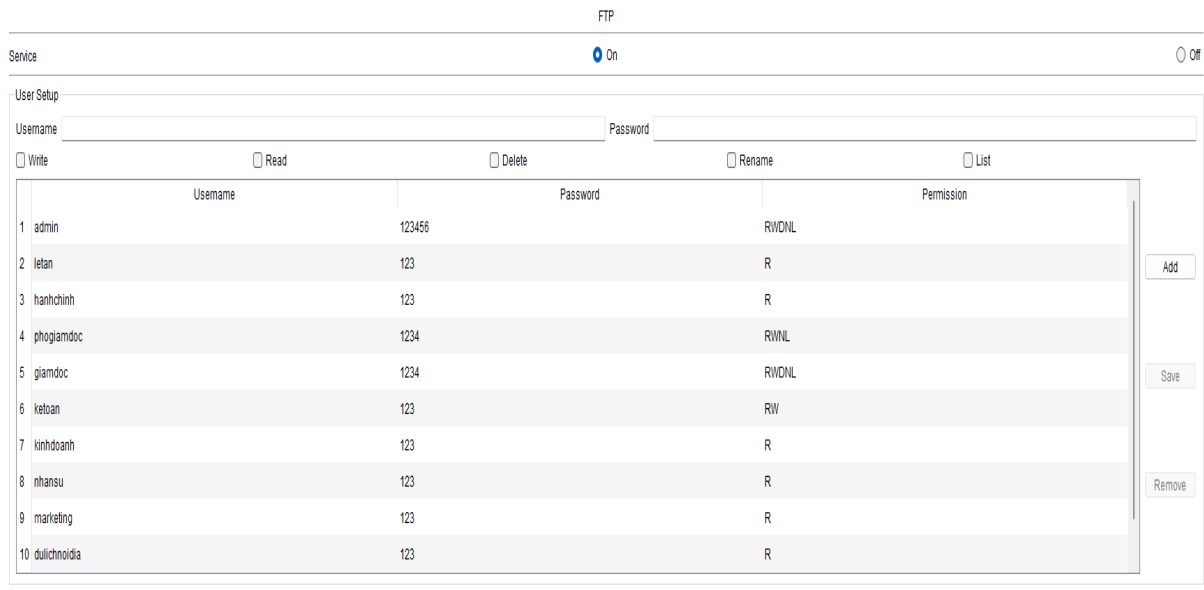 FTP
Service On Off
User Setup
Username Password
Write Read Delete Rename List
Username Password Permission
1 admin 123456 RWDNL
2 letan 123 R
Add
3 hanhchinh 123 R
4 phogiamdoc 1234 RWNL
5 giamdoc 1234 RWDNL
Save
6 ketoan 123 RW
7 kinhdoanh 123 R
8 nhansu 123 R
Remove
9 marketing 123 R
10 dulichnoidia 123 R